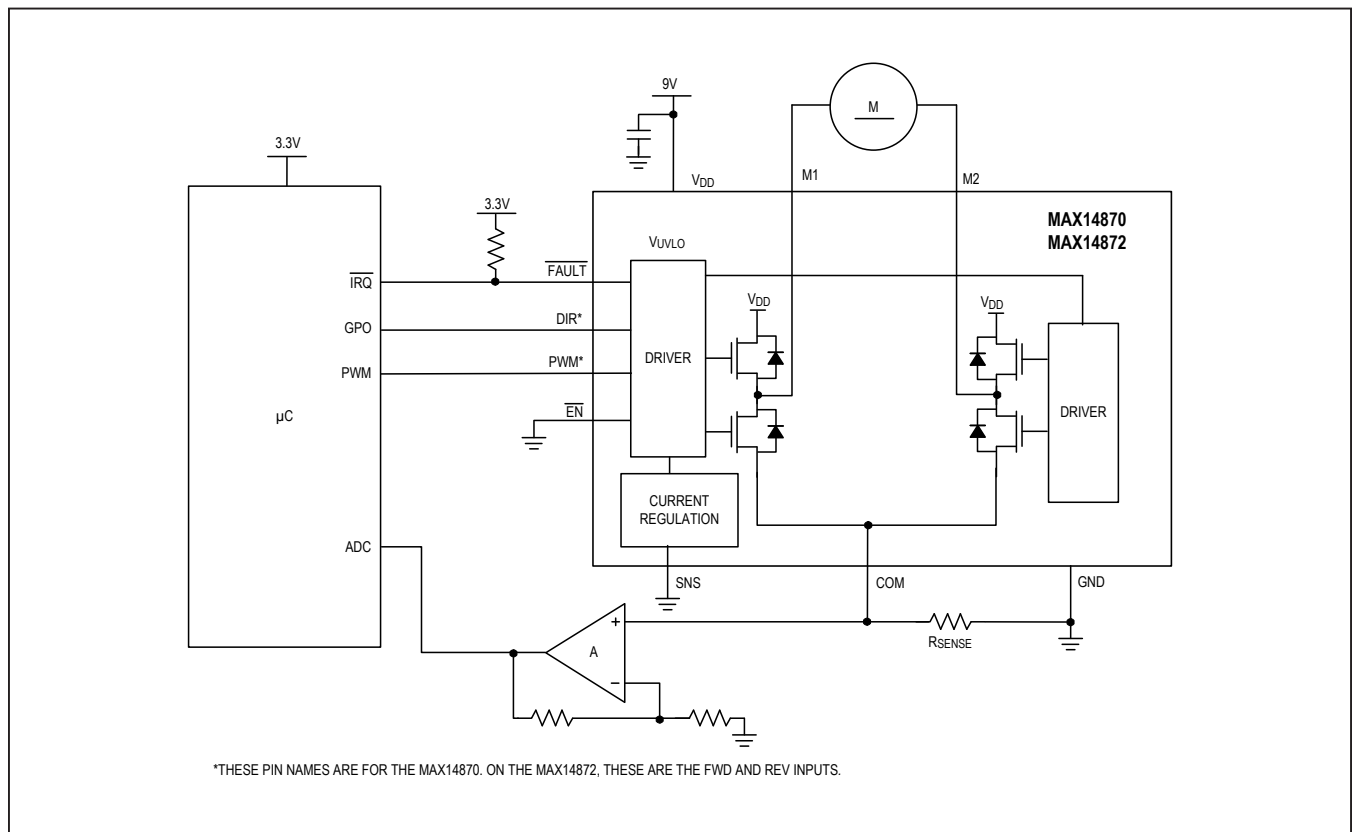 9V
M
3.3V
M1
M2
VDD
3.3V
MAX14870
MAX14872
VUVLO
FAULT
IRQ
VDD
VDD
GPO
DIR*
DRIVER
PWM
PWM*
DRIVER
µC
EN
CURRENT
REGULATION
ADC
SNS
COM
GND
+
RSENSE
A
−
*THESE PIN NAMES ARE FOR THE MAX14870. ON THE MAX14872, THESE ARE THE FWD AND REV INPUTS.